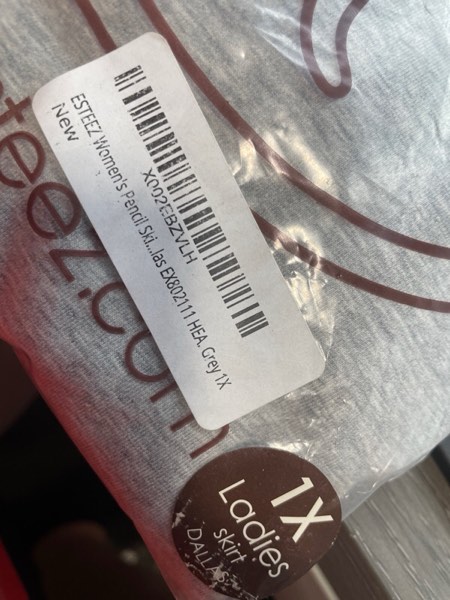 X002EBZVLH
ESTEEZ Women's Pencil Ski...las EX802111 HEA. Grey 1X
New
teez.com
1X
Ladies
skirt
DALLAS